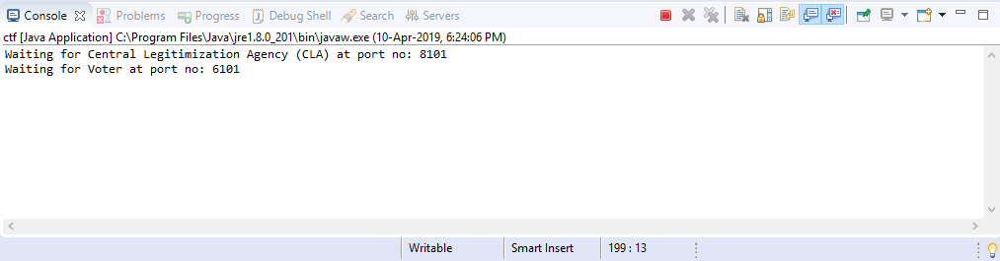 Console Problems Progress Debug Shell Search Servers
ctf [Java Application] C:\Program Files\Java\jre1.8.0_201\bin\javaw.exe (10-Apr-2019, 6:24:06 PM)
Waiting for Central Legitimization Agency (CLA) at port no: 8101
Waiting for Voter at port no: 6101
Writable Smart Insert 199 : 13